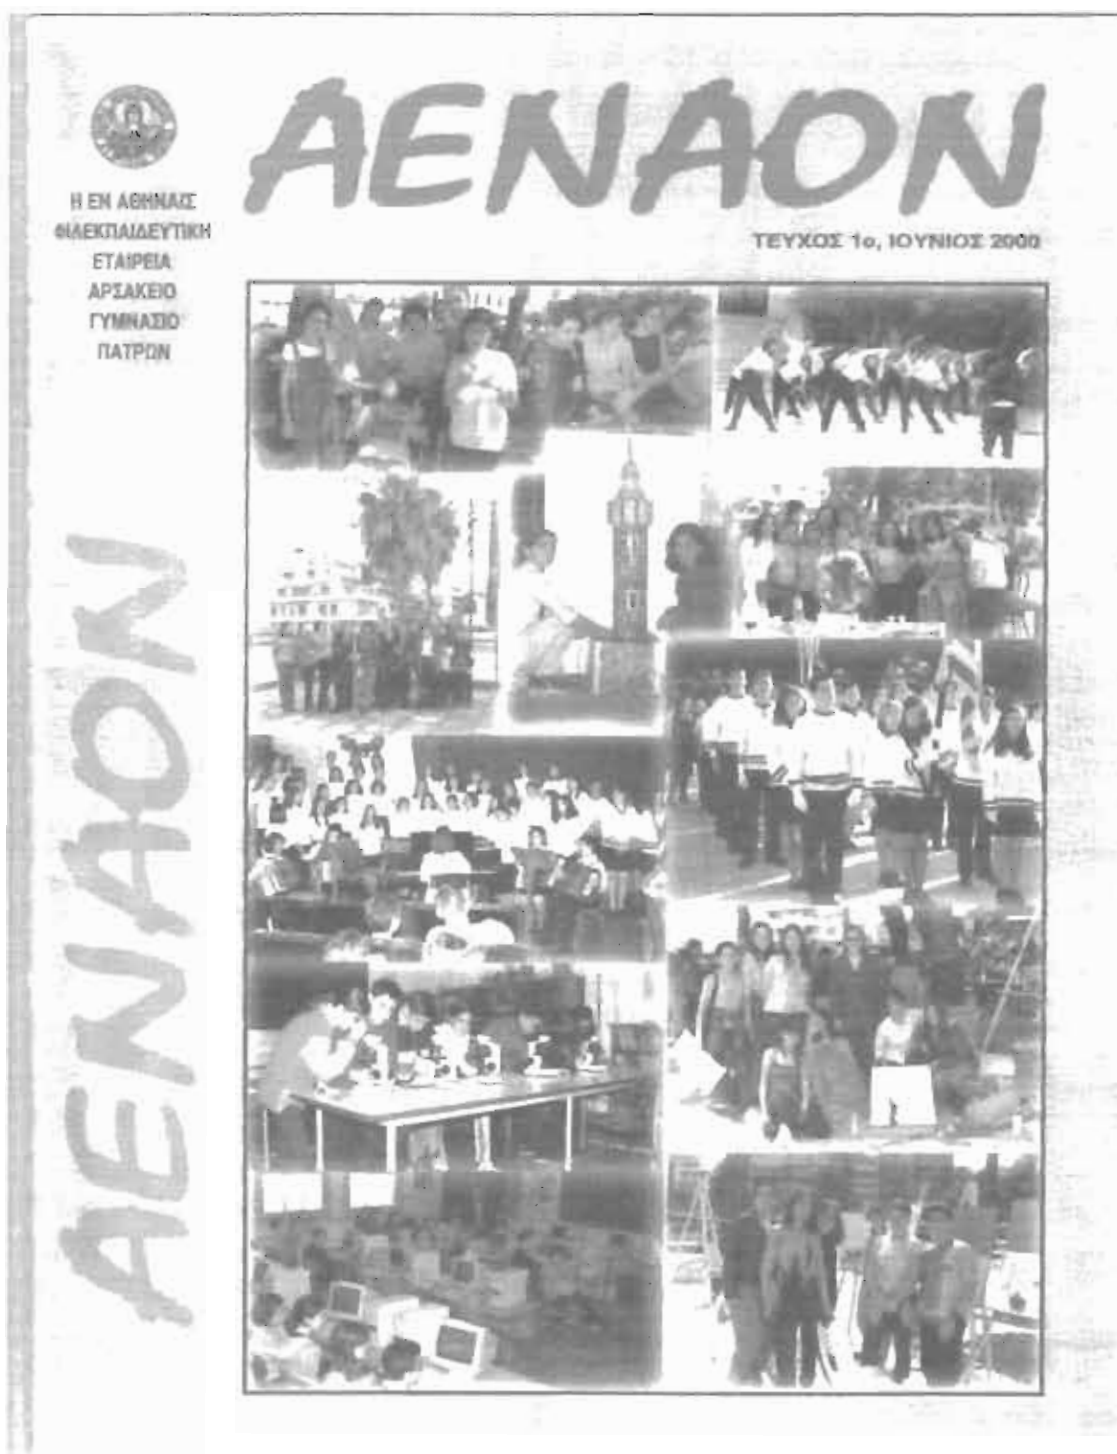 ΑΕΝΑΟΝ
ΤΕΥΧΟΣ 1ο, ΙΟΥΝΙΟΣ 2000
Η ΕΝ ΑΘΗΝΑΙΣ
ΦΙΛΕΚΠΑΙΔΕΥΤΙΚΗ
ΕΤΑΙΡΕΙΑ
ΑΡΣΑΚΕΙΟ
ΓΥΜΝΑΣΙΟ
ΠΑΤΡΩΝ
ΑΕΝΑΟΝ